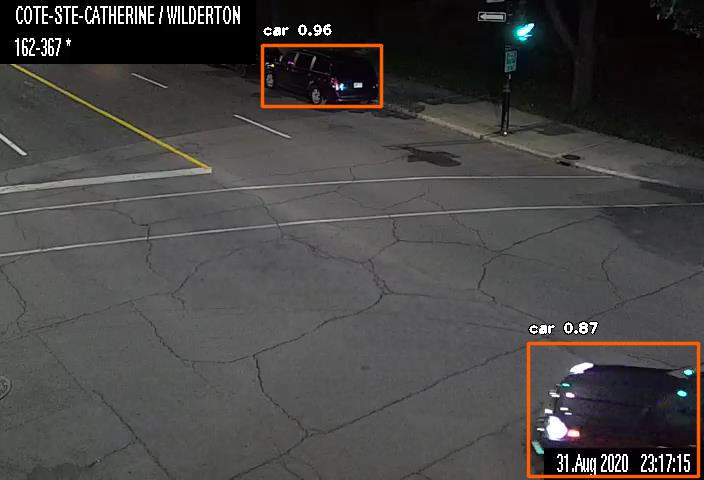 COTE-STE-CATHERINE / WILDERTON
162-367 *
car 0.96
car 0.87
31.Aug 2020 23:17:15